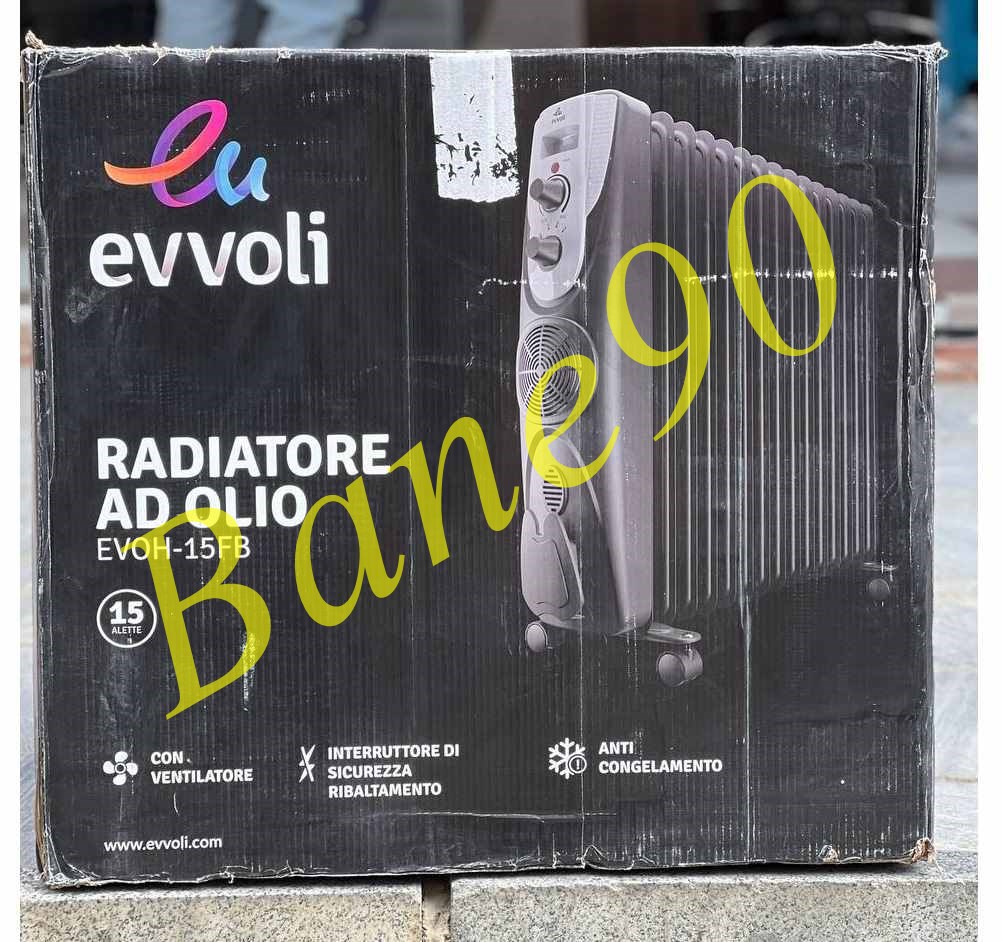 evvoli
evvoli
RADIATORE
AD OLIO
EVOH-15FB
15
ALETTE
CON
VENTILATORE
INTERRUTTORE DI
SICUREZZA
RIBALTAMENTO
ANTI
CONGELAMENTO
www.evvoli.com
Bane90